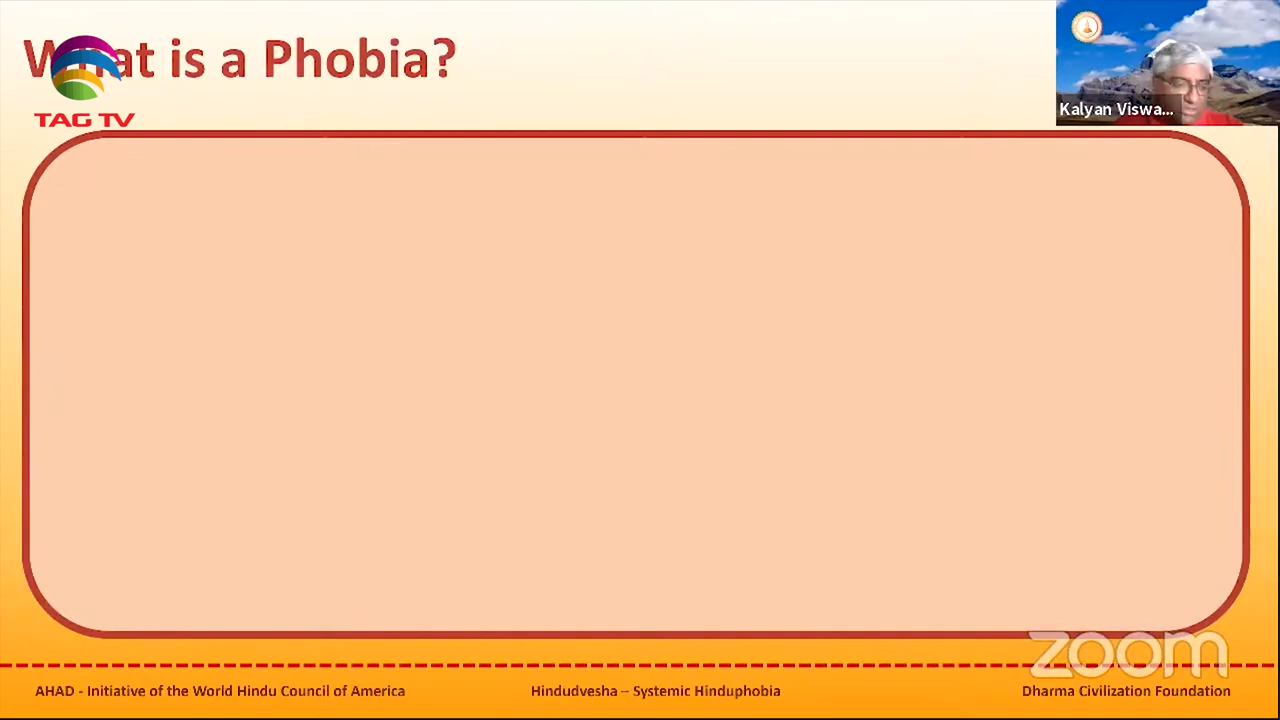 What is a Phobia?
TAG TV
Kalyan Viswa...
zoom
AHAD - Initiative of the World Hindu Council of America
Hindudvesha – Systemic Hinduphobia
Dharma Civilization Foundation